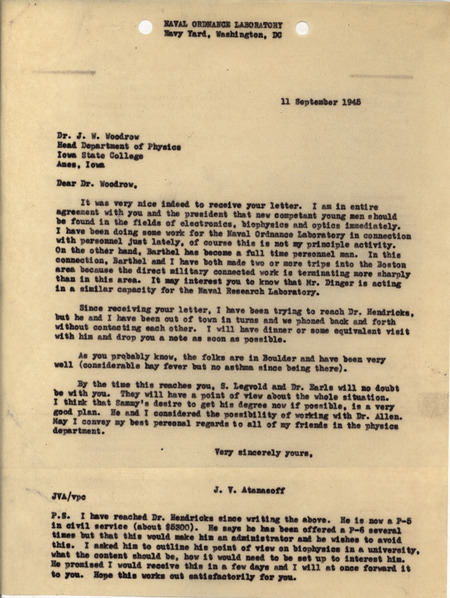 NAVAL ORDNANCE LABORATORY
Navy Yard, Washington, DC
11 September 1945
Dr. J. W. Woodrow
Head Department of Physics
Iowa State College
Ames, Iowa
Dear Dr. Woodrow,
It was very nice indeed to receive your letter. I am in entire
agreement with you and the president that new competent young men should
be found in the fields of electronics, biophysics and optics immediately.
I have been doing some work for the Naval Ordnance Laboratory in connection
with personnel just lately, of course this is not my principle activity.
On the other hand, Barthel has become a full time personnel man. In this
connection, Barthel and I have both made two or more trips into the Boston
area because the direct military connected work is terminating more sharply
than in this area. It may interest you to know that Mr. Dinger is acting
in a similar capacity for the Naval Research Laboratory.
Since receiving your letter, I have been trying to reach Dr. Hendricks,
but he and I have been out of town in turns and we phoned back and forth
without contacting each other. I will have dinner or some equivalent visit
with him and drop you a note as soon as possible.
As you probably know, the folks are in Boulder and have been very
well (considerable hay fever but no asthma since being there).
By the time this reaches you, S. Legvold and Dr. Earls will no doubt
be with you. They will have a point of view about the whole situation.
I think that Sammy's desire to get his degree now if possible, is a very
good plan. He and I considered the possibility of working with Dr. Allen.
May I convey my best personal regards to all of my friends in the physics
department.
Very sincerely yours,
J. V. Atanasoff
JVA/vpc
P.S. I have reached Dr. Hendricks since writing the above. He is now a P-5
in civil service (about $5300). He says he has been offered a P-6 several
times but that this would make him an administrator and he wishes to avoid
this. I asked him to outline his point of view on biophysics in a university,
what the content should be, how it would need to be set up to interest him.
He promised I would receive this in a few days and I will at once forward it
to you. Hope this works out satisfactorily for you.